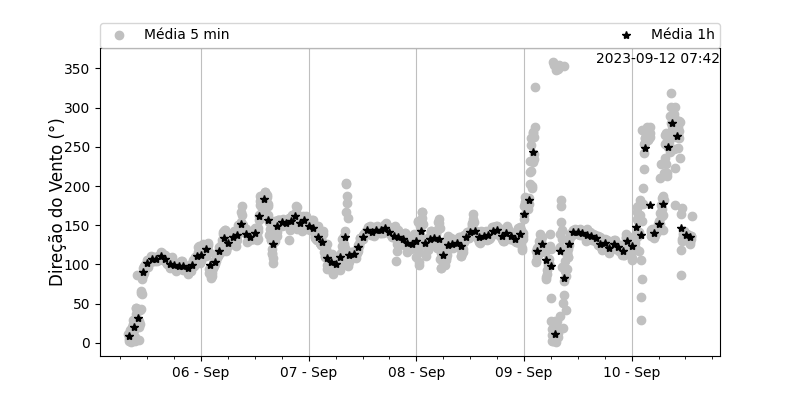 Média 5 min
Média 1h
2023-09-12 07:42
Direção do Vento (°)
350
300
250
200
150
100
50
0
06 - Sep
07 - Sep
08 - Sep
09 - Sep
10 - Sep